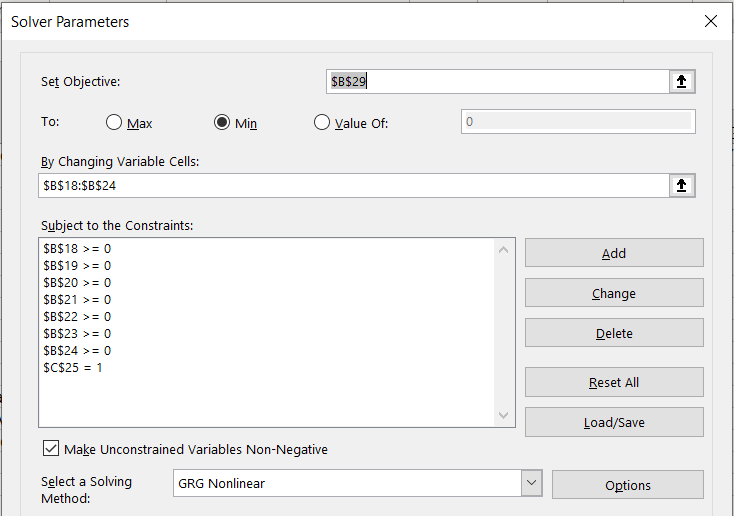 Solver Parameters
Set Objective: $B$29
To: Max Min Value Of: 0
By Changing Variable Cells:
$B$18:$B$24
Subject to the Constraints:
$B$18 >= 0
$B$19 >= 0
$B$20 >= 0
$B$21 >= 0
$B$22 >= 0
$B$23 >= 0
$B$24 >= 0
$C$25 = 1
Add
Change
Delete
Reset All
Load/Save
Make Unconstrained Variables Non-Negative
Select a Solving
Method:
GRG Nonlinear
Options